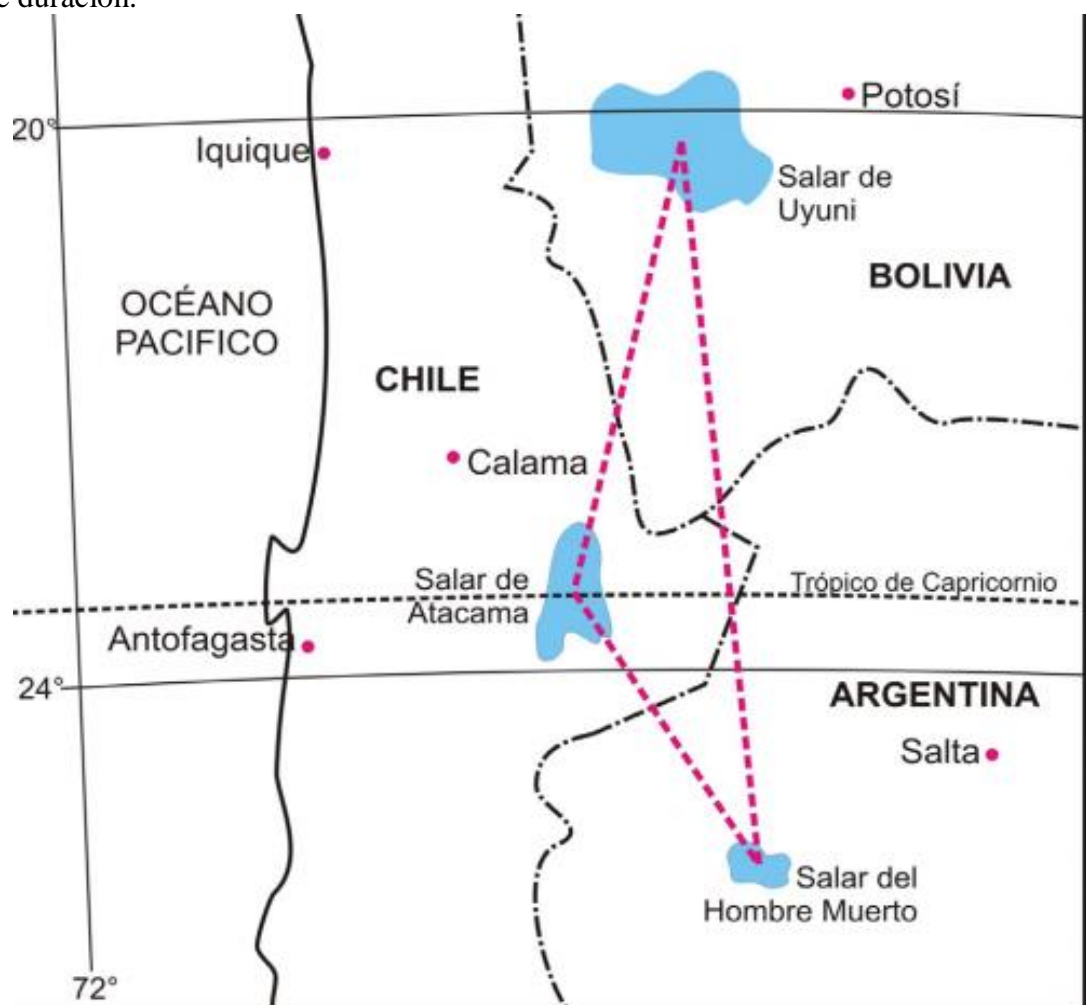 e duración.
20°
Potosí
Iquique
Salar de
Uyuni
BOLIVIA
OCÉANO
PACIFICO
CHILE
Calama
Salar de
Atacama
Trópico de Capricornio
Antofagasta
24°
ARGENTINA
Salta
Salar del
Hombre Muerto
72°